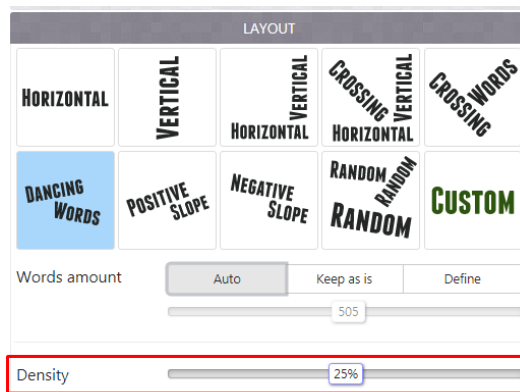 LAYOUT
HORIZONTAL
VERTICAL
HORIZONTAL VERTICAL
CROSSING HORIZONTAL VERTICAL
CROSSING WORDS
DANCING WORDS
POSITIVE SLOPE
NEGATIVE SLOPE
RANDOM RANDOM RANDOM
CUSTOM
Words amount Auto Keep as is Define
505
Density 25%